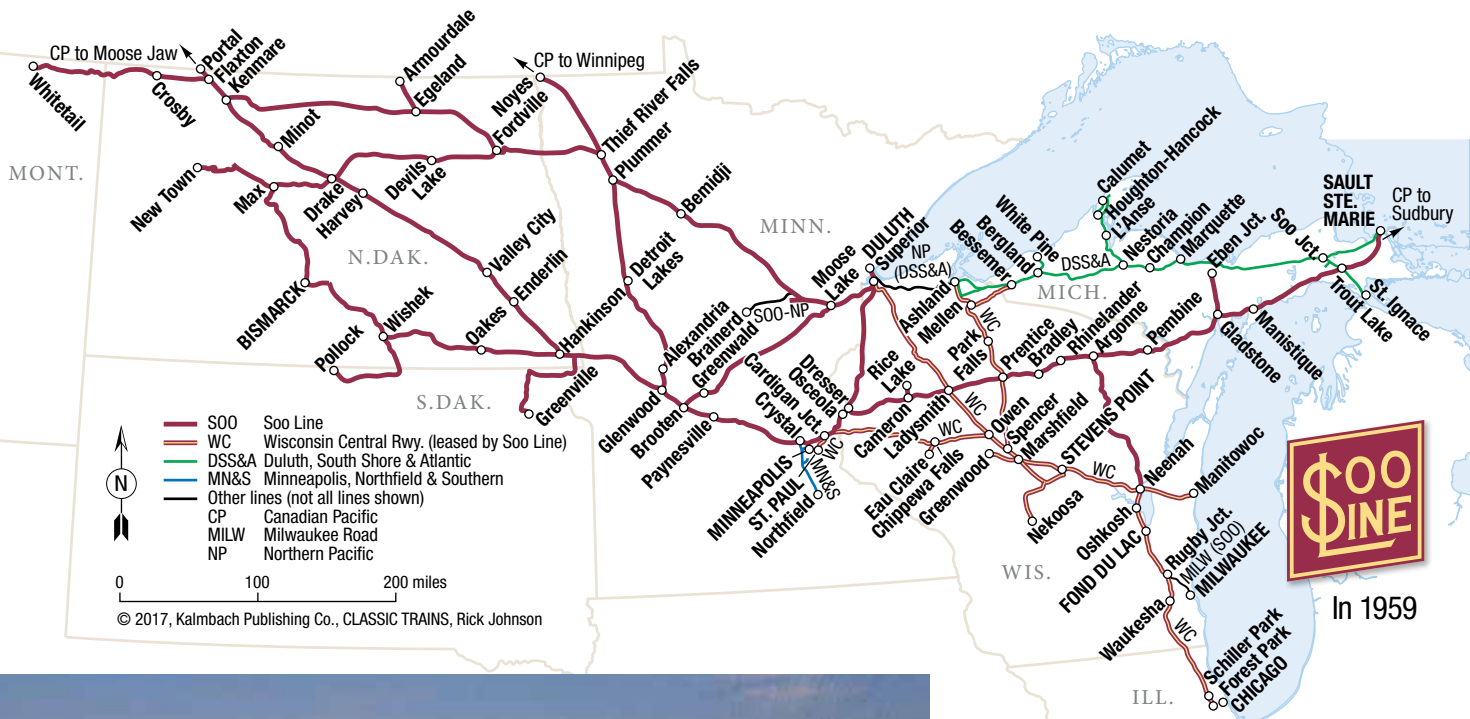 CP to Moose Jaw
Portal
Flaxton
Kenmare
Whitetail
Crosby
Armourdale
Egeland
CP to Winnipeg
Noyes
Fordville
Thief River Falls
Plummer
Minot
MONT.
New Town
Max
Drake
Harvey
Devils
Lake
Bemidji
N.DAK.
Valley City
Enderlin
Detroit
Lakes
MINN.
BISMARCK
Wishek
Pollock
Oakes
Hankinson
Greenville
S.DAK.
Alexandria
Brainerd
SOO-NP
Greenwald
Glenwood
Brooten
Paynesville
Moose
Lake
DULUTH
Superior
NP
(DSS&A)
Ashland
Mellen
Bessemer
Bergland
White Pine
Calumet
Houghton-Hancock
L'Anse
Nestoria
Champion
Marquette
Eben Jct.
Soo Jct.
DSS&A
MICH.
SAULT
STE.
MARIE
CP to
Sudbury
St. Ignace
Trout Lake
Manistique
Gladstone
Pembine
Argonne
Rhinelander
Bradley
Prentice
Park
Falls
WC
Rice
Lake
Dresser
Osceola
Cardigan Jct.
Crystal
MINNEAPOLIS
ST. PAUL
Northfield
MN&S
WC
Cameron
Ladysmith
WC
WC
Eau Claire
Chippewa Falls
Greenwood
Owen
Spencer
Marshfield
STEVENS POINT
Nekoosa
WC
Neenah
Manitowoc
Oshkosh
FOND DU LAC
WIS.
Rugby Jct.
MILW (SOO)
MILWAUKEE
Waukesha
WC
Schiller Park
Forest Park
CHICAGO
ILL.
SOO Soo Line
WC Wisconsin Central Rwy. (leased by Soo Line)
DSS&A Duluth, South Shore & Atlantic
MN&S Minneapolis, Northfield & Southern
Other lines (not all lines shown)
CP Canadian Pacific
MILW Milwaukee Road
NP Northern Pacific
N
0 100 200 miles
© 2017, Kalmbach Publishing Co., CLASSIC TRAINS, Rick Johnson
SOO
LINE
In 1959